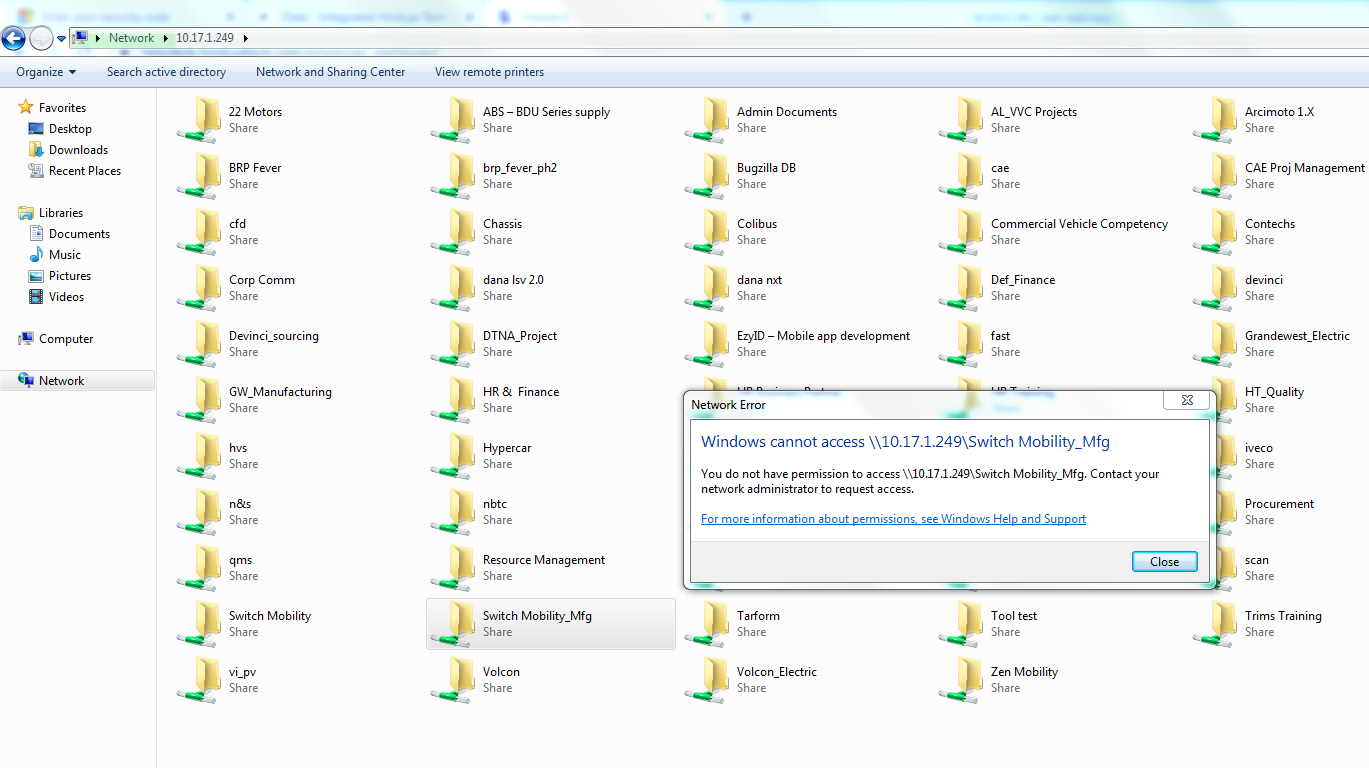 Network 10.17.1.249
Organize Search active directory Network and Sharing Center View remote printers
Favorites
Desktop
Downloads
Recent Places
Libraries
Documents
Music
Pictures
Videos
Computer
Network
22 Motors
Share
ABS – BDU Series supply
Share
Admin Documents
Share
AL_VVC Projects
Share
Arcimoto 1.X
Share
BRP Fever
Share
brp_fever_ph2
Share
Bugzilla DB
Share
cae
Share
CAE Proj Management
Share
cfd
Share
Chassis
Share
Colibus
Share
Commercial Vehicle Competency
Share
Contechs
Share
Corp Comm
Share
dana lsv 2.0
Share
dana nxt
Share
Def_Finance
Share
devinci
Share
Devinci_sourcing
Share
DTNA_Project
Share
EzyID – Mobile app development
Share
fast
Share
Grandewest_Electric
Share
GW_Manufacturing
Share
HR & Finance
Share
HR Business Partner
HR Training
HT_Quality
Share
hvs
Share
Hypercar
Share
iveco
Share
n&s
Share
nbtc
Share
Procurement
Share
qms
Share
Resource Management
Share
scan
Share
Switch Mobility
Share
Switch Mobility_Mfg
Share
Tarform
Share
Tool test
Share
Trims Training
Share
vi_pv
Share
Volcon
Share
Volcon_Electric
Share
Zen Mobility
Share
Network Error
Windows cannot access \\10.17.1.249\Switch Mobility_Mfg
You do not have permission to access \\10.17.1.249\Switch Mobility_Mfg. Contact your
network administrator to request access.
For more information about permissions, see Windows Help and Support
Close